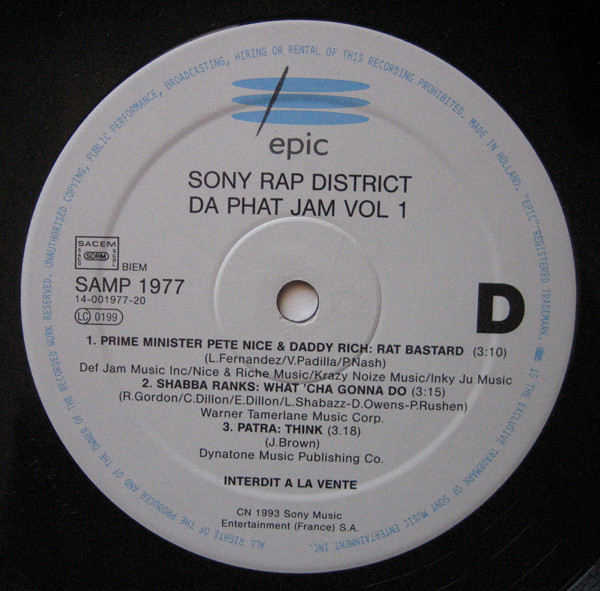 UNAUTHORISED COPYING, PUBLIC PERFORMANCE, BROADCASTING, HIRING OR RENTAL OF THIS RECORDING PROHIBITED. MADE IN HOLLAND. "EPIC" REGISTERED TRADEMARK.
epic
SONY RAP DISTRICT
DA PHAT JAM VOL 1
SACEM
SACD SDRM SGDL
BIEM
SAMP 1977
14-001977-20
LC 0199
D
1. PRIME MINISTER PETE NICE & DADDY RICH: RAT BASTARD (3:10)
(L.Fernandez/V.Padilla/P.Nash)
Def Jam Music Inc/Nice & Riche Music/Krazy Noize Music/Inky Ju Music
2. SHABBA RANKS: WHAT 'CHA GONNA DO (3:15)
(R.Gordon/C.Dillon/E.Dillon/L.Shabazz-D.Owens-P.Rushen)
Warner Tamerlane Music Corp.
3. PATRA: THINK (3.18)
(J.Brown)
Dynatone Music Publishing Co.
INTERDIT A LA VENTE
CN 1993 Sony Music
Entertainment (France) S.A.
IS THE EXCLUSIVE TRADEMARK OF SONY MUSIC ENTERTAINMENT INC.
ALL RIGHTS OF THE PRODUCER AND OF THE OWNER OF THE RECORDED WORK RESERVED.